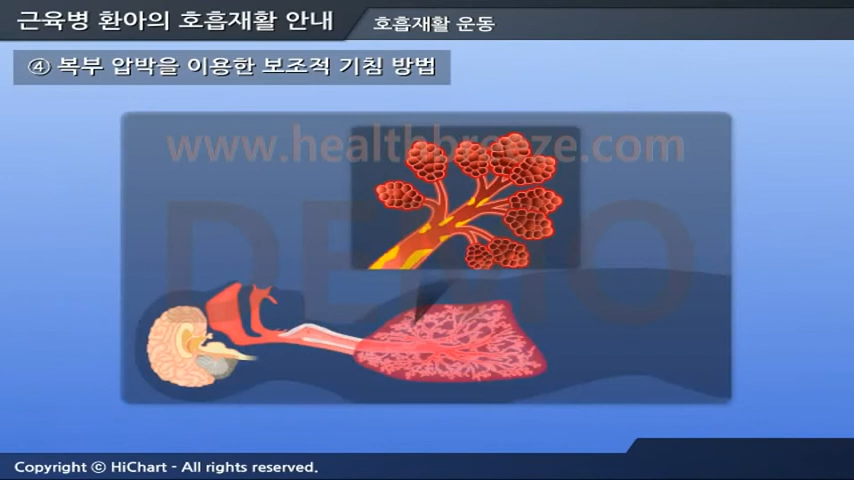 근육병 환아의 호흡재활 안내
호흡재활 운동
④ 복부 압박을 이용한 보조적 기침 방법
www.healthbreeze.com
DEMO
Copyright ⓒ HiChart - All rights reserved.